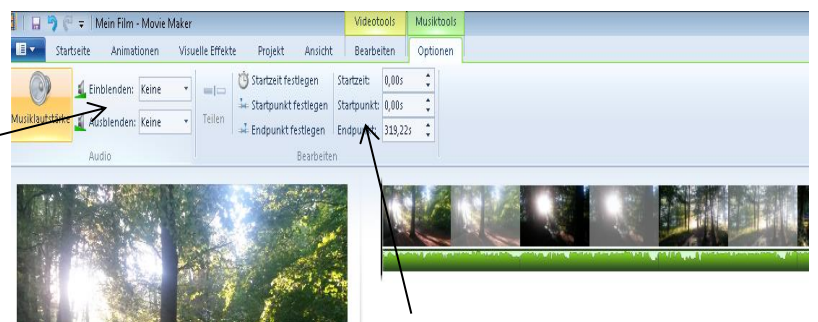 Mein Film - Movie Maker Videotools Musiktools
Startseite Animationen Visuelle Effekte Projekt Ansicht Bearbeiten Optionen
Musiklautstärke
Einblenden: Keine
Ausblenden: Keine
Audio
Teilen
Startzeit festlegen Startzeit: 0,00s
Startpunkt festlegen Startpunkt: 0,00s
Endpunkt festlegen Endpunkt: 319,22s
Bearbeiten